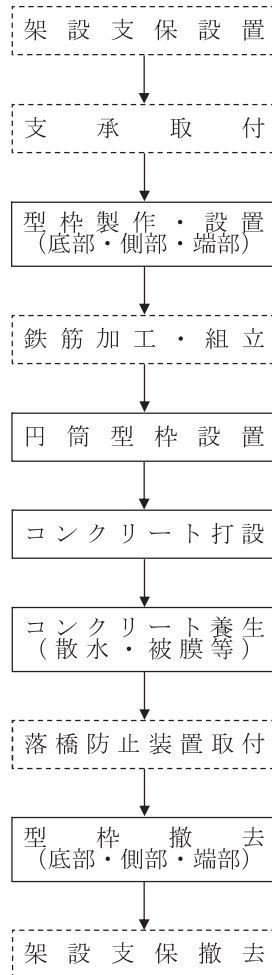 架設支保設置
支承取付
型枠製作・設置
(底部・側部・端部)
鉄筋加工・組立
円筒型枠設置
コンクリート打設
コンクリート養生
(散水・被膜等)
落橋防止装置取付
型枠撤去
(底部・側部・端部)
架設支保撤去